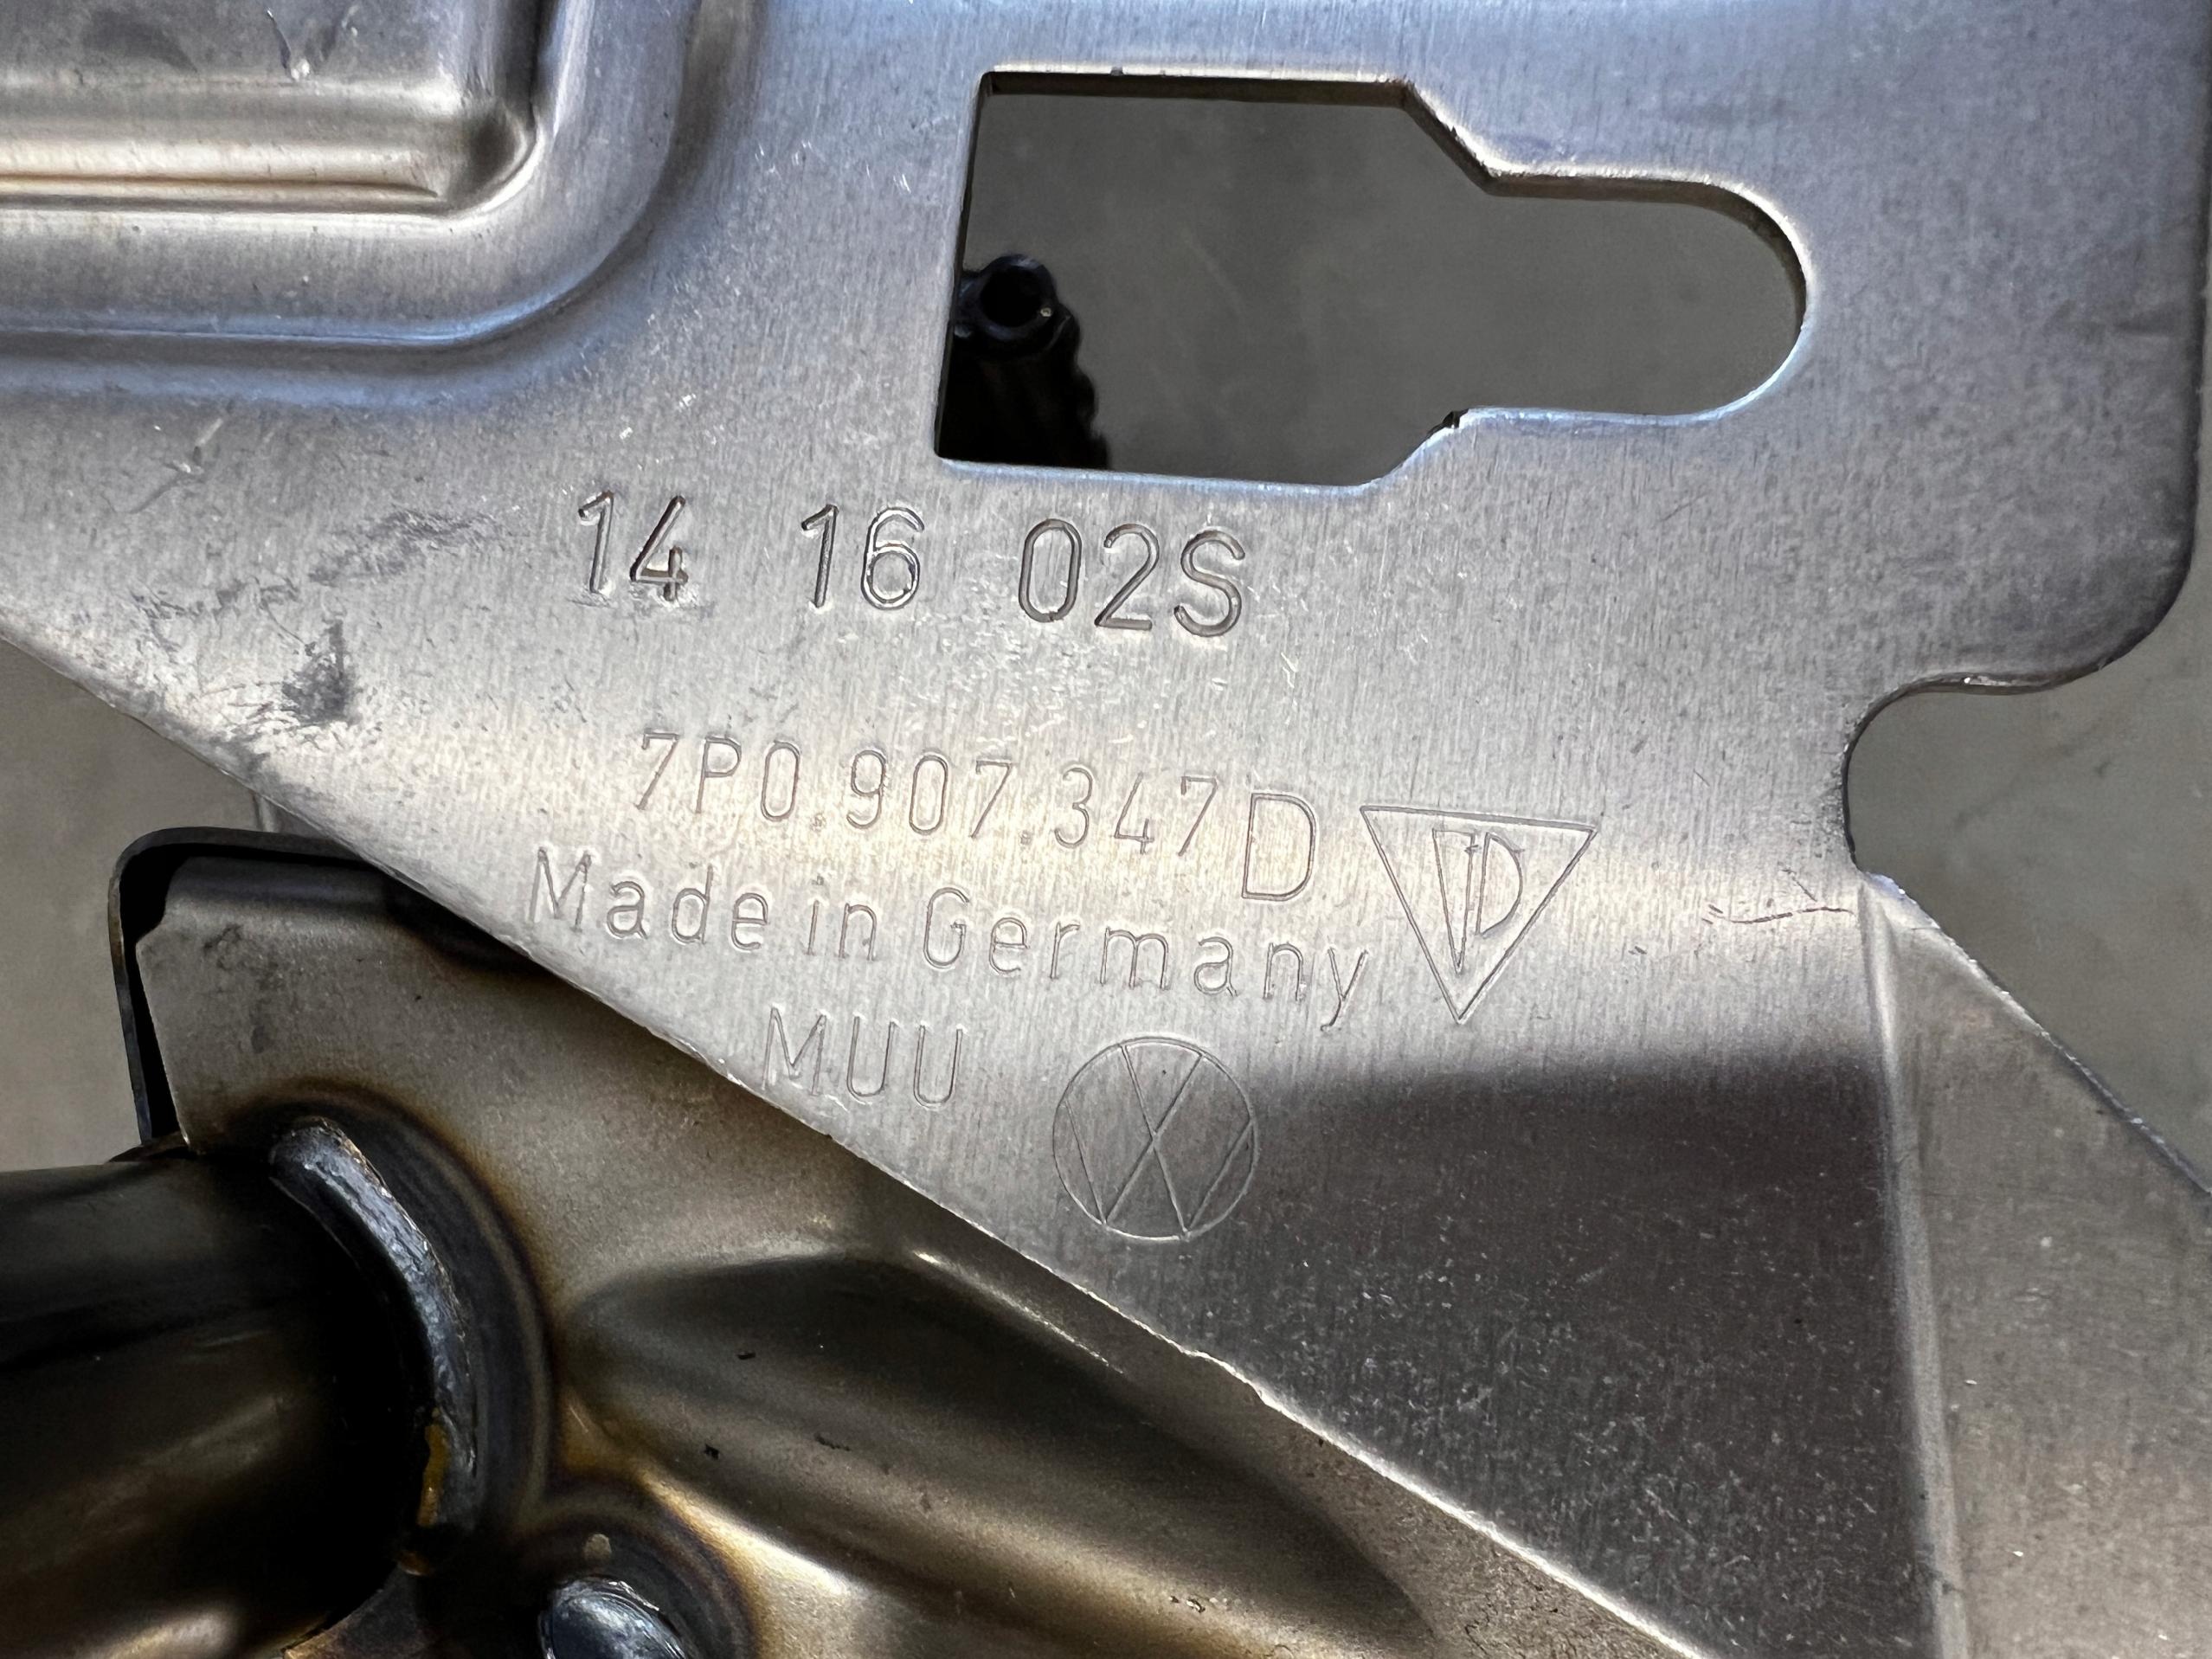 14 16 02S
7P0.907.347 D
Made in Germany
MUU